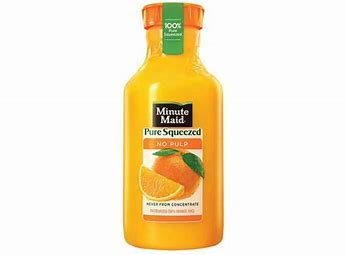 100%
Pure
Squeezed
Minute
Maid
Pure Squeezed
NO PULP
NEVER FROM CONCENTRATE